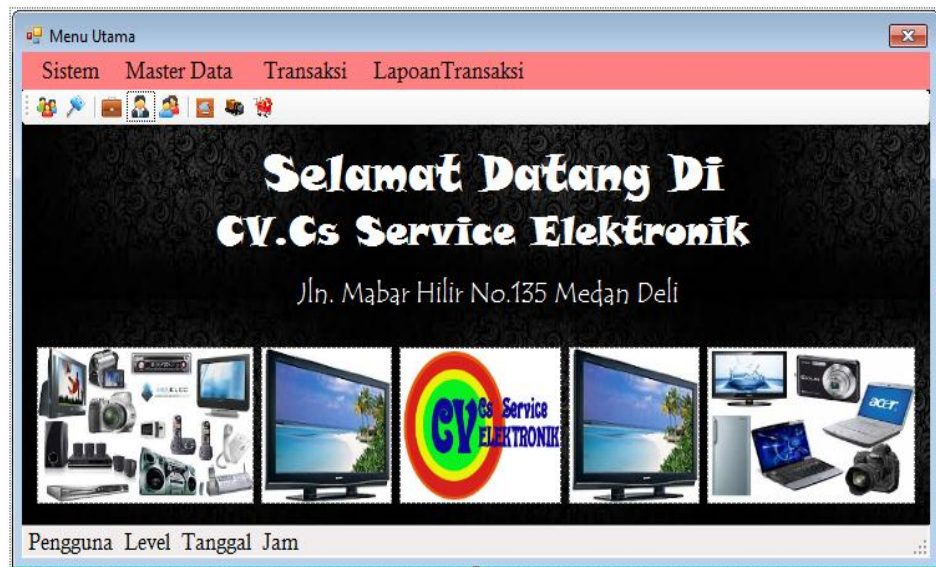 Menu Utama
Sistem Master Data Transaksi LapoanTransaksi
Selamat Datang Di
CV.Cs Service Elektronik
Jln. Mabar Hilir No.135 Medan Deli
CV Cs Service
ELEKTRONIK
acer
Pengguna Level Tanggal Jam